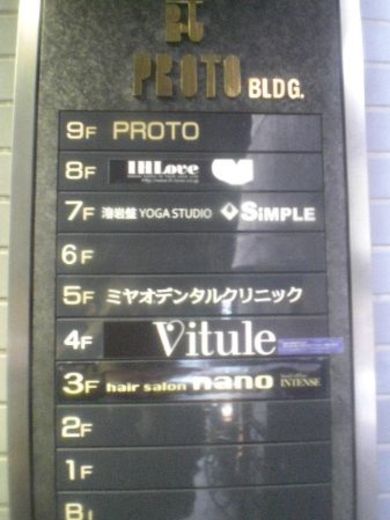 PROTO BLDG.
9F PROTO
8F 1HLove
7F 溶岩盤 YOGA STUDIO SiMPLE
6F
5F ミヤオデンタルクリニック
4F Vitule
3F hair salon nano INTENSE
2F
1F
B1